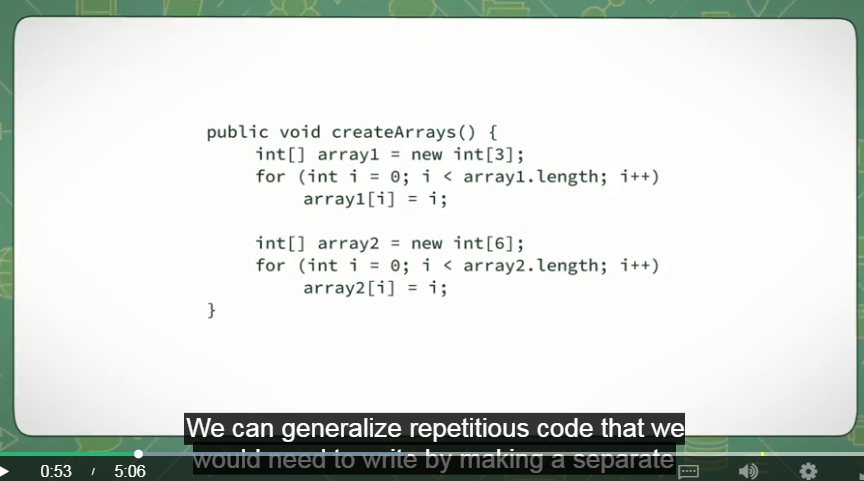 public void createArrays() {
int[] array1 = new int[3];
for (int i = 0; i < array1.length; i++)
array1[i] = i;
int[] array2 = new int[6];
for (int i = 0; i < array2.length; i++)
array2[i] = i;
}
We can generalize repetitious code that we
would need to write by making a separate
0:53 / 5:06